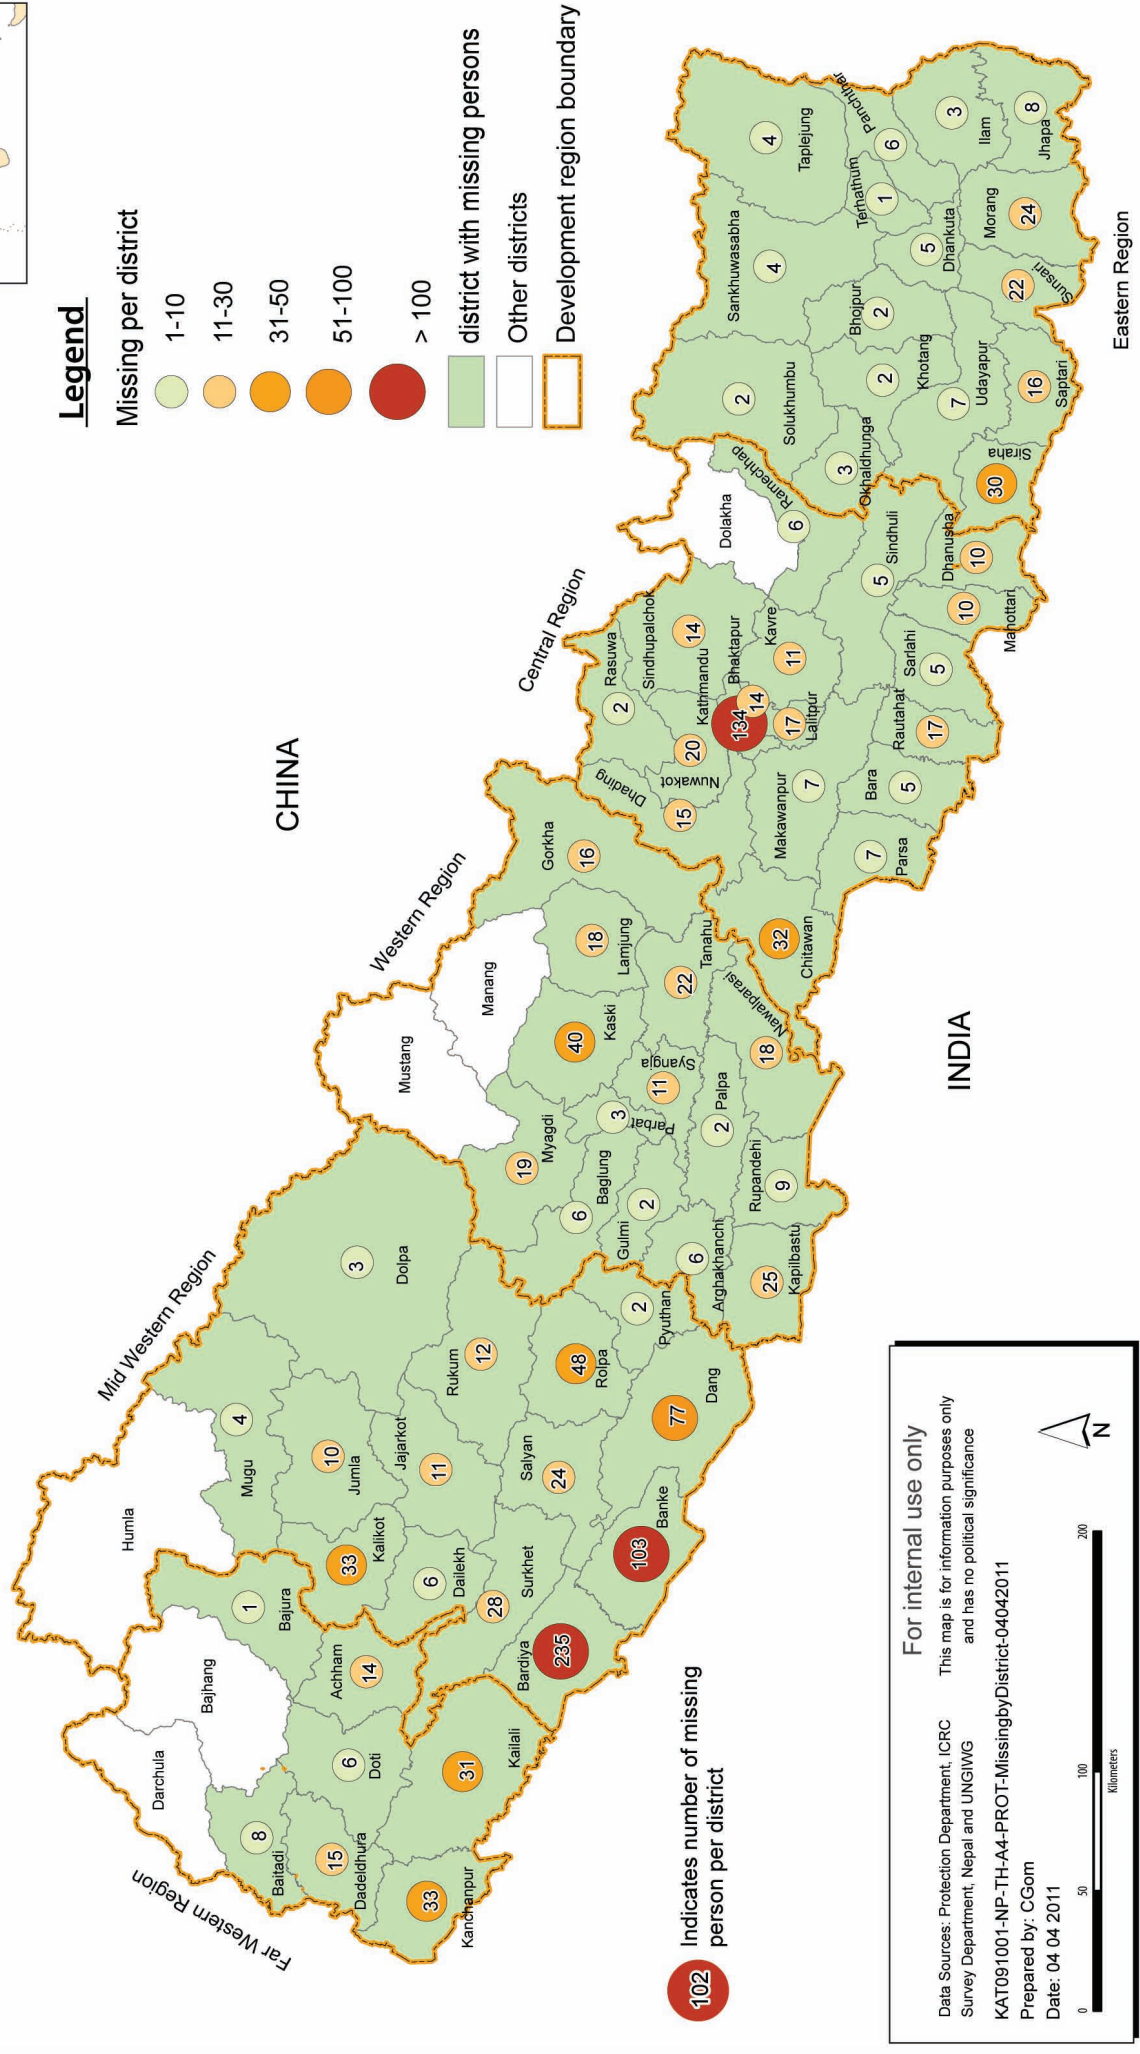 Legend
Missing per district
1-10
11-30
31-50
51-100
> 100
district with missing persons
Other districts
Development region boundary
CHINA
INDIA
Far Western Region
Mid Western Region
Western Region
Central Region
Eastern Region
Darchula
Bajhang
Humla
Baitadi
8
Dadeldhura
15
Kanchanpur
33
Doti
6
Kailali
31
Achham
14
Bajura
1
Mugu
4
Jumla
10
Kalikot
33
Dailekh
6
Jajarkot
11
Surkhet
28
Bardiya
235
Banke
103
Salyan
24
Dang
77
Rukum
12
Rolpa
48
Pyuthan
2
Dolpa
3
Mustang
Manang
Myagdi
19
Baglung
6
Gulmi
2
Arghakhanchi
6
Kapilbastu
25
Rupandehi
9
Palpa
2
Parbat
3
Syangja
11
Kaski
40
Nawalparasi
18
Tanahu
22
Lamjung
18
Gorkha
16
Chitawan
32
Dhading
15
Nuwakot
20
Rasuwa
2
Sindhupalchok
14
Kathmandu
134
Bhaktapur
14
Lalitpur
17
Kavre
11
Makawanpur
7
Parsa
7
Bara
5
Rautahat
17
Sarlahi
5
Mahottari
10
Dhanusha
10
Sindhuli
5
Ramechhap
6
Dolakha
Okhaldhunga
3
Solukhumbu
2
Siraha
30
Saptari
16
Udayapur
7
Khotang
2
Bhojpur
2
Sankhuwasabha
4
Sunsari
22
Morang
24
Dhankuta
5
Terhathum
1
Panchther
6
Taplejung
4
Ilam
3
Jhapa
8
102
Indicates number of missing
person per district
For internal use only
Data Sources: Protection Department, ICRC
Survey Department, Nepal and UNGIWG
This map is for information purposes only
and has no political significance
KAT091001-NP-TH-A4-PROT-MissingbyDistrict-04042011
Prepared by: CGom
Date: 04 04 2011
0 50 100 200
Kilometers
N